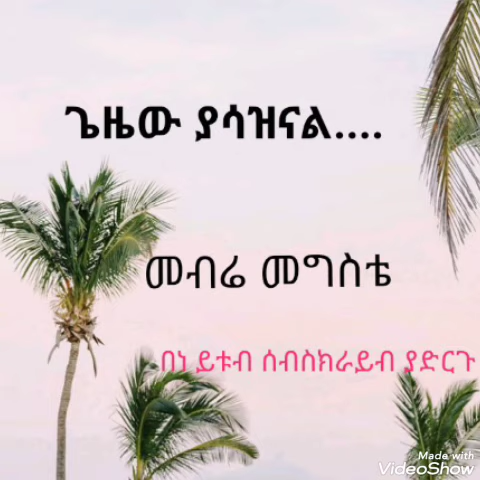 ጌዜው ያሳዝናል....
መብሬ መግስቴ
በነ ይቱብ ሰብስክራይብ ያድርጉ
Made with
VideoShow